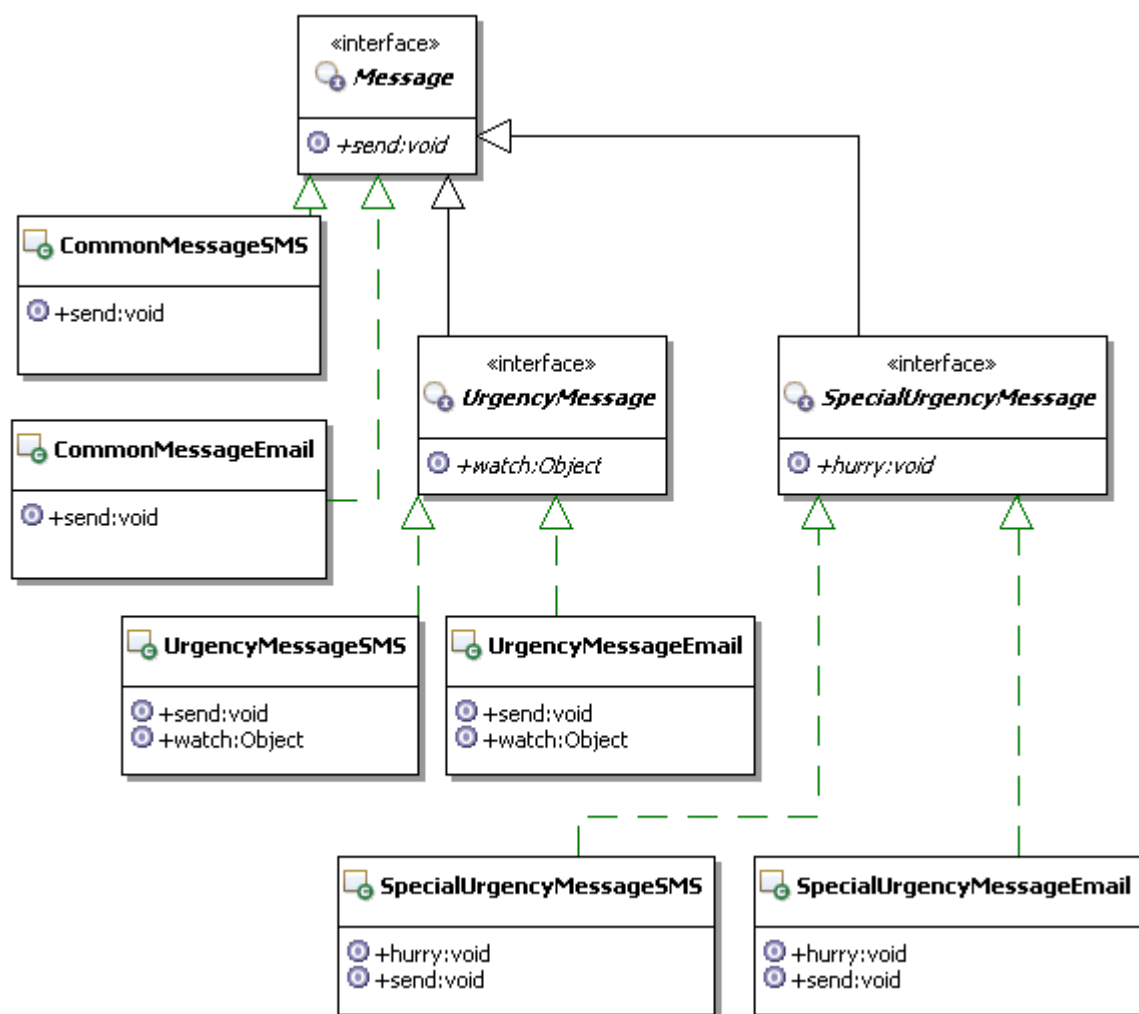 «interface»
Message
+send:void
CommonMessageSMS
+send:void
«interface»
UrgencyMessage
+watch:Object
«interface»
SpecialUrgencyMessage
+hurry:void
CommonMessageEmail
+send:void
UrgencyMessageSMS
+send:void
+watch:Object
UrgencyMessageEmail
+send:void
+watch:Object
SpecialUrgencyMessageSMS
+hurry:void
+send:void
SpecialUrgencyMessageEmail
+hurry:void
+send:void